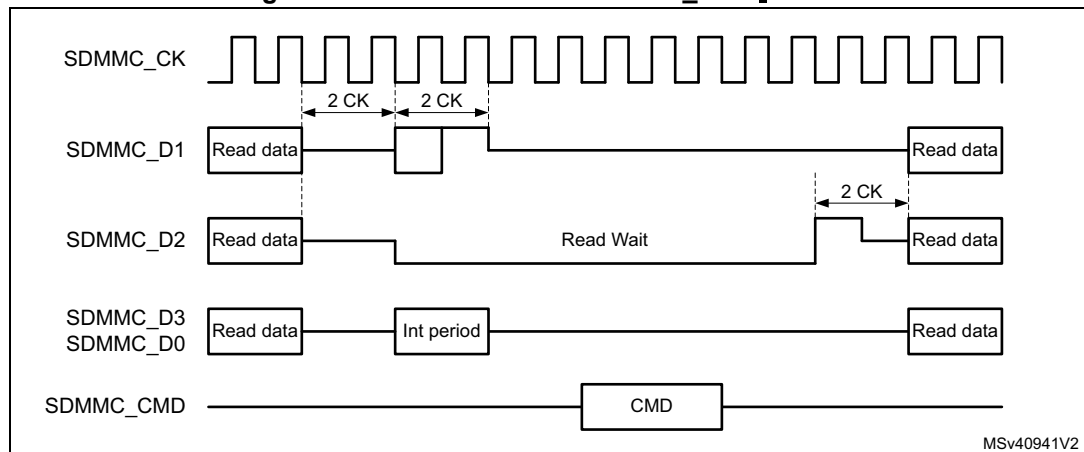 SDMMC_CK
2 CK 2 CK
SDMMC_D1 Read data Read data
2 CK
SDMMC_D2 Read data Read Wait Read data
SDMMC_D3
SDMMC_D0
Read data Int period Read data
SDMMC_CMD CMD
MSv40941V2